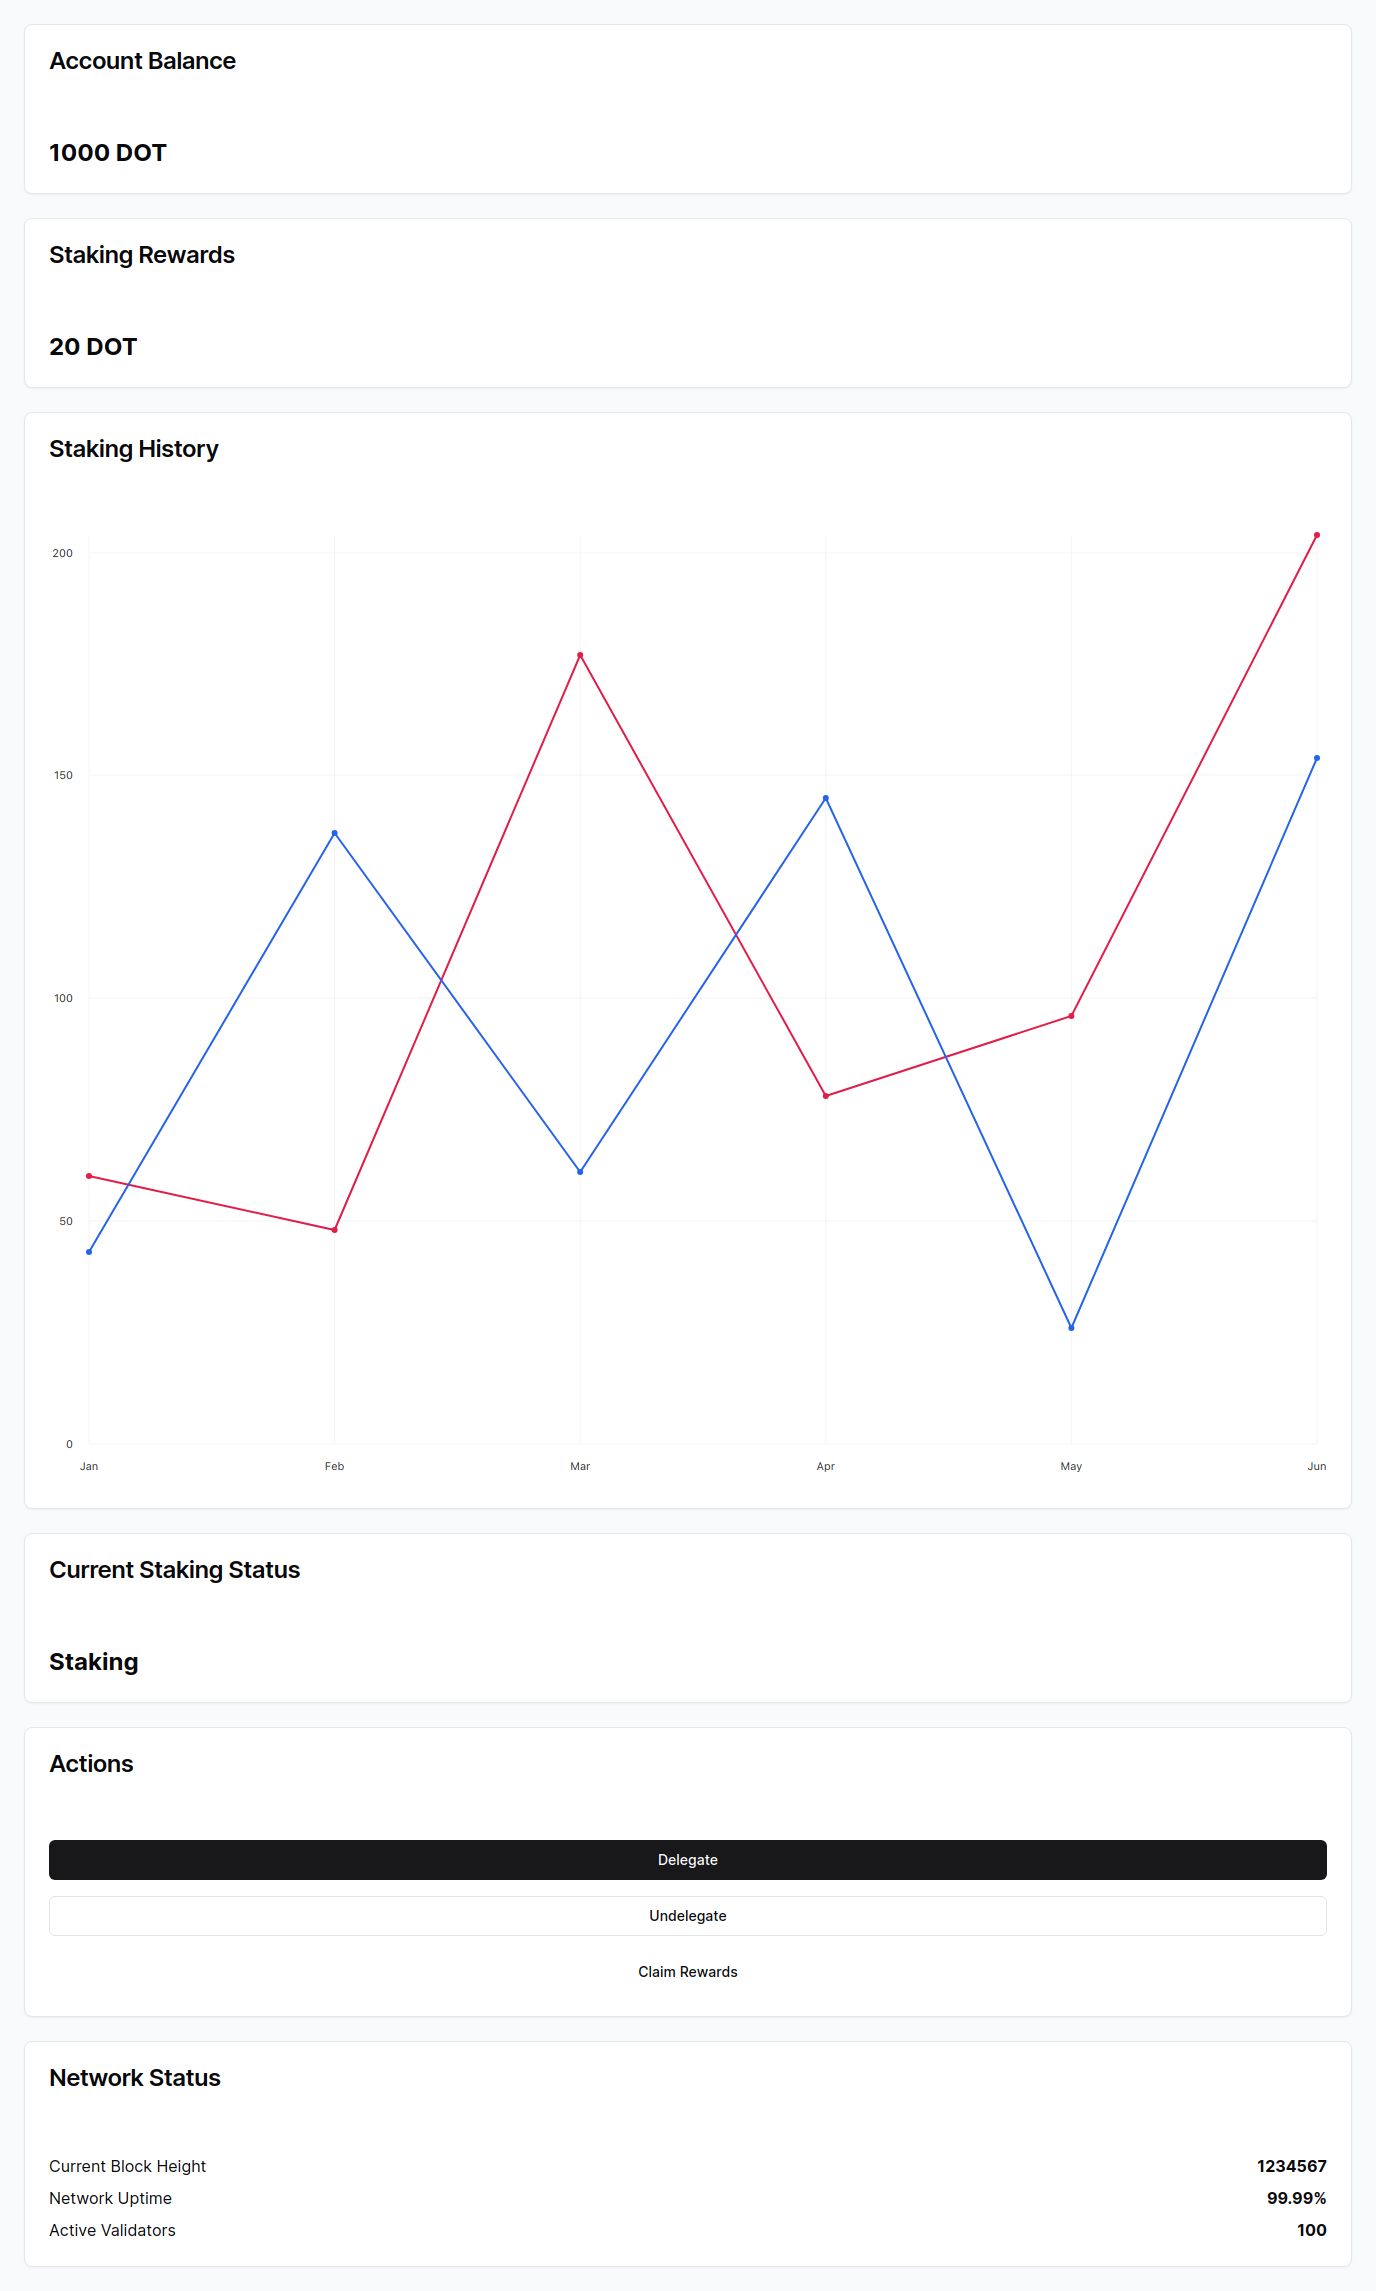 Account Balance
1000 DOT
Staking Rewards
20 DOT
Staking History
200
150
100
50
0
Jan Feb Mar Apr May Jun
Current Staking Status
Staking
Actions
Delegate
Undelegate
Claim Rewards
Network Status
Current Block Height 1234567
Network Uptime 99.99%
Active Validators 100